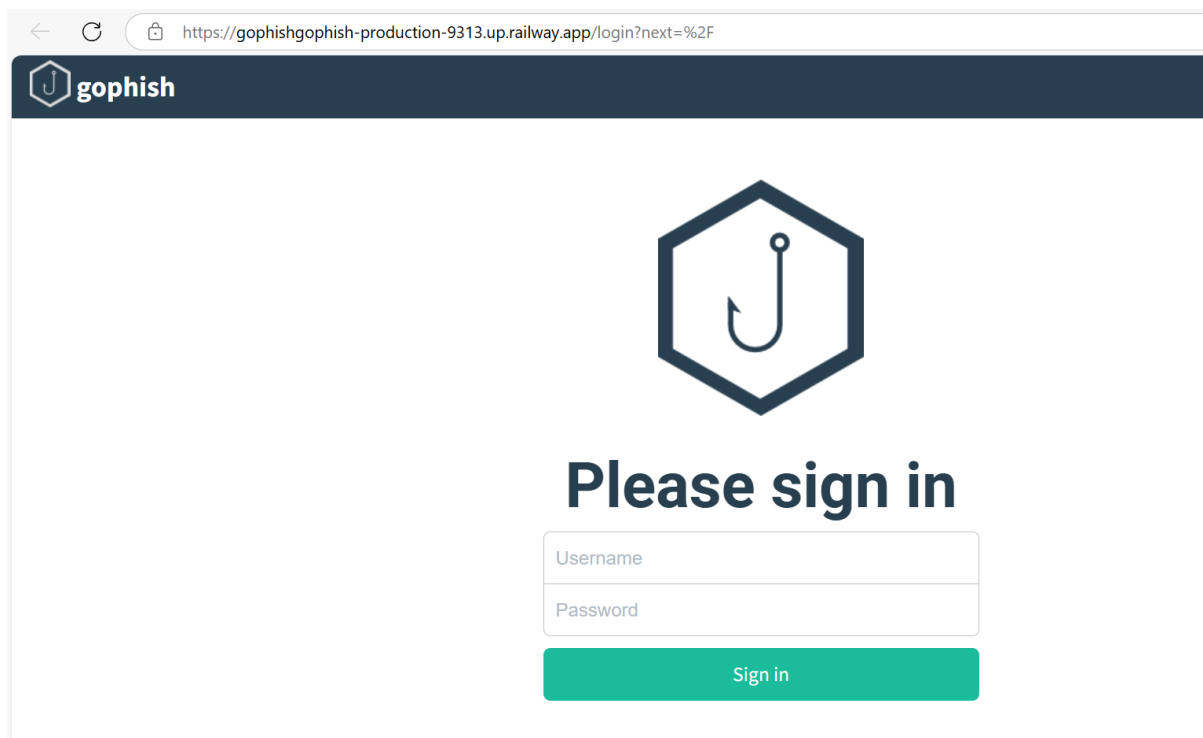 https://gophishgophish-production-9313.up.railway.app/login?next=%2F
gophish
Please sign in
Username
Password
Sign in